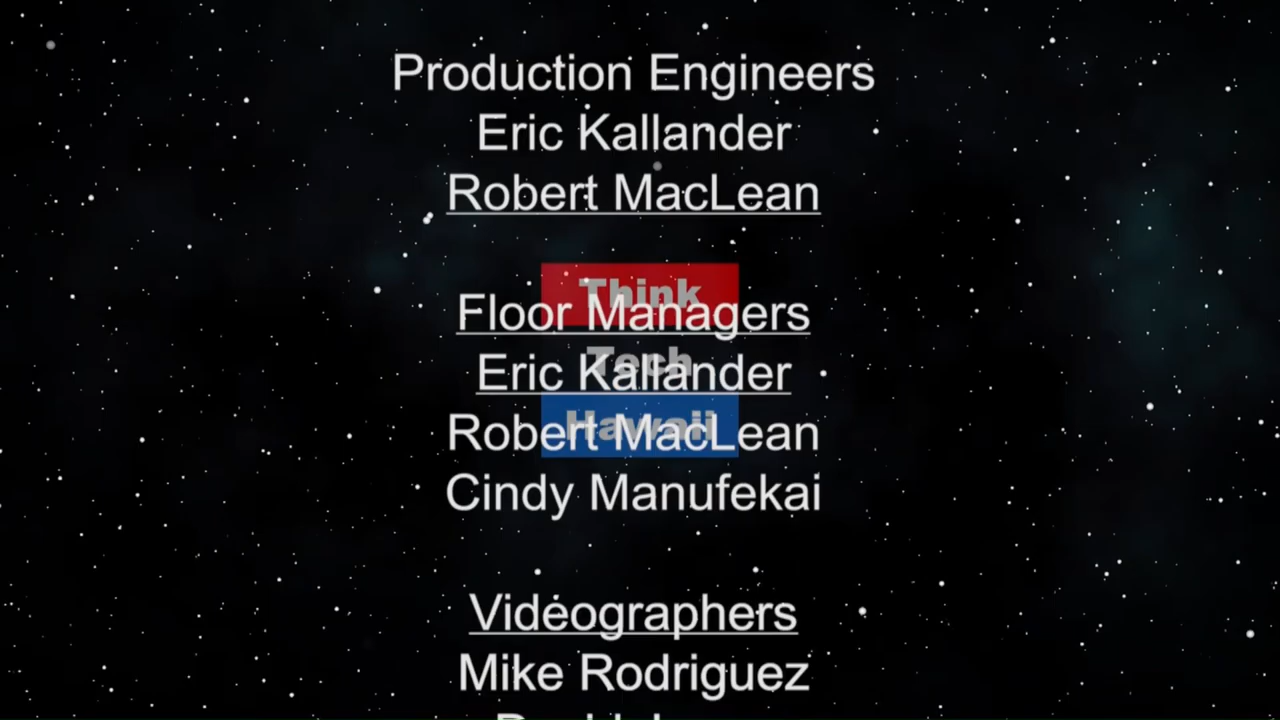 Production Engineers
Eric Kallander
Robert MacLean
Think
Floor Managers
Tech
Eric Kallander
Hawaii
Robert MacLean
Cindy Manufekai
Videographers
Mike Rodriguez